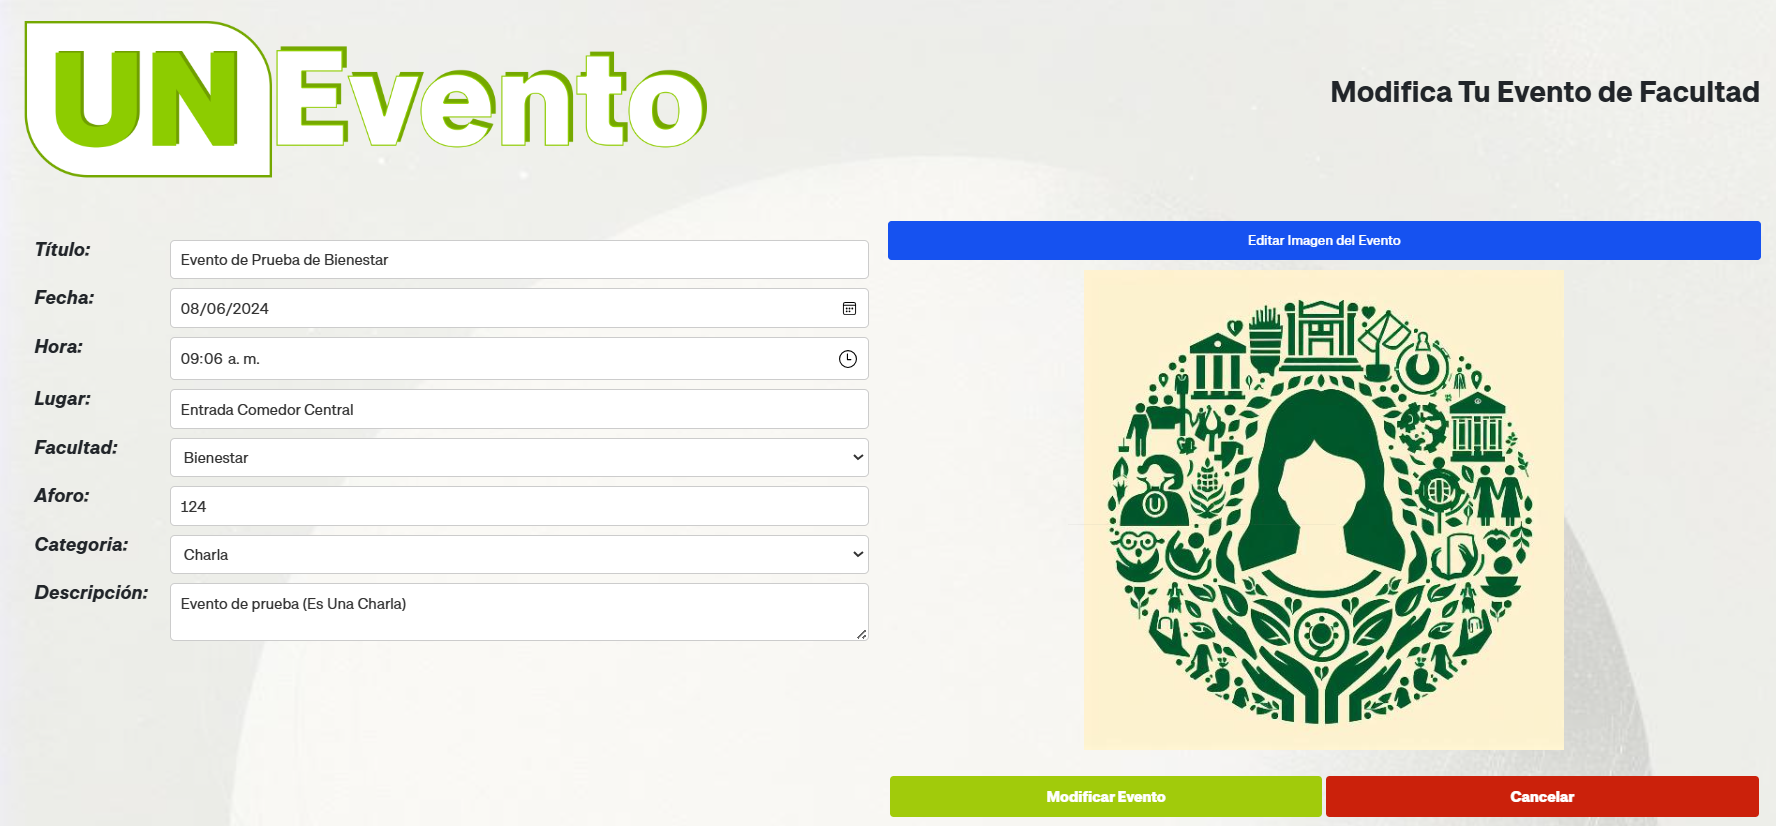 UN Evento
Modifica Tu Evento de Facultad
Título:
Evento de Prueba de Bienestar
Fecha:
08/06/2024
Hora:
09:06 a. m.
Lugar:
Entrada Comedor Central
Facultad:
Bienestar
Aforo:
124
Categoria:
Charla
Descripción:
Evento de prueba (Es Una Charla)
Editar Imagen del Evento
U
Modificar Evento
Cancelar